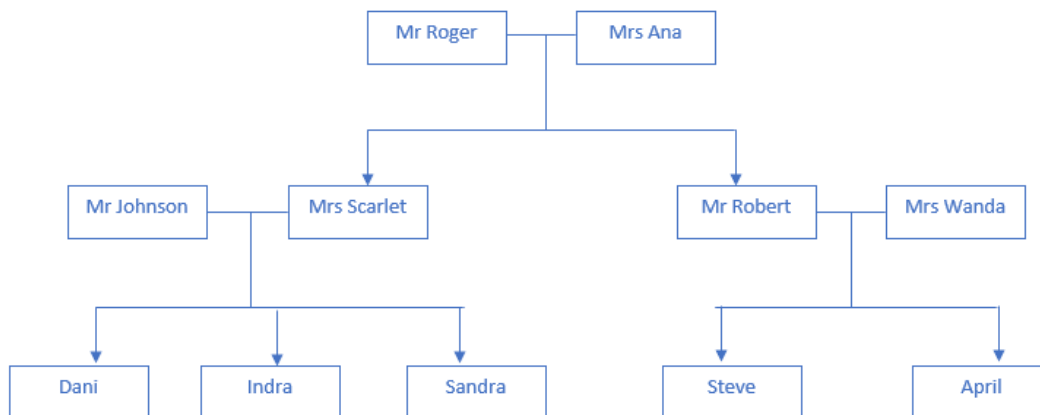 Mr Roger
Mrs Ana
Mr Johnson
Mrs Scarlet
Mr Robert
Mrs Wanda
Dani
Indra
Sandra
Steve
April